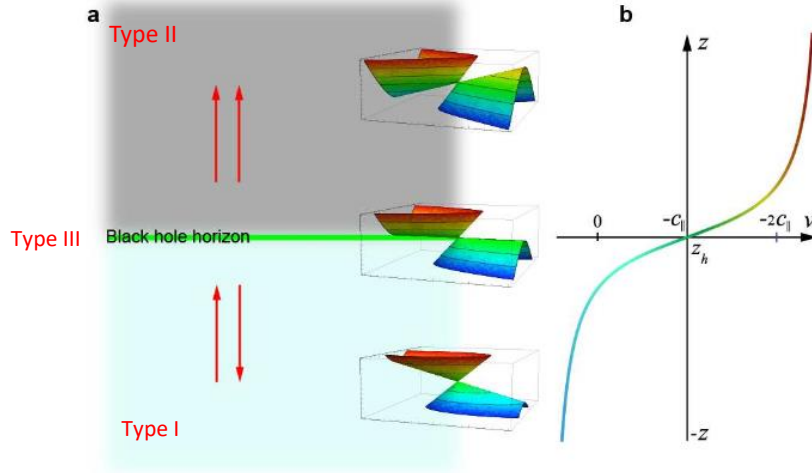 a
Type II
Type III
Black hole horizon
Type I
b
z
0
-c∥
-2c∥
v
z_h
-z